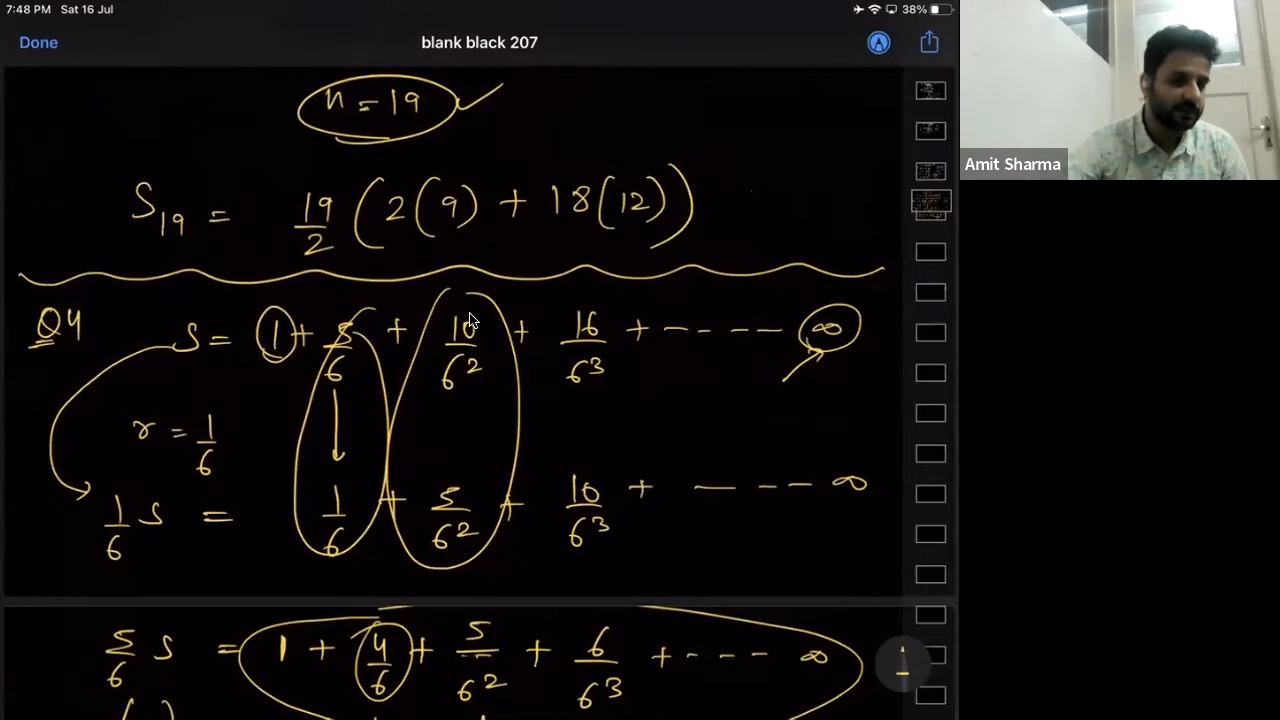 7:48 PM Sat 16 Jul
38%
Done
blank black 207
Amit Sharma
n = 19
S19 = 19/2 (2(9) + 18(12))
Q4 S = 1 + 5/6 + 10/6² + 16/6³ + ---- ∞
r = 1/6
1/6 S = 1/6 + 5/6² + 10/6³ + --- ∞
5/6 S = 1 + 4/6 + 5/6² + 6/6³ + --- ∞